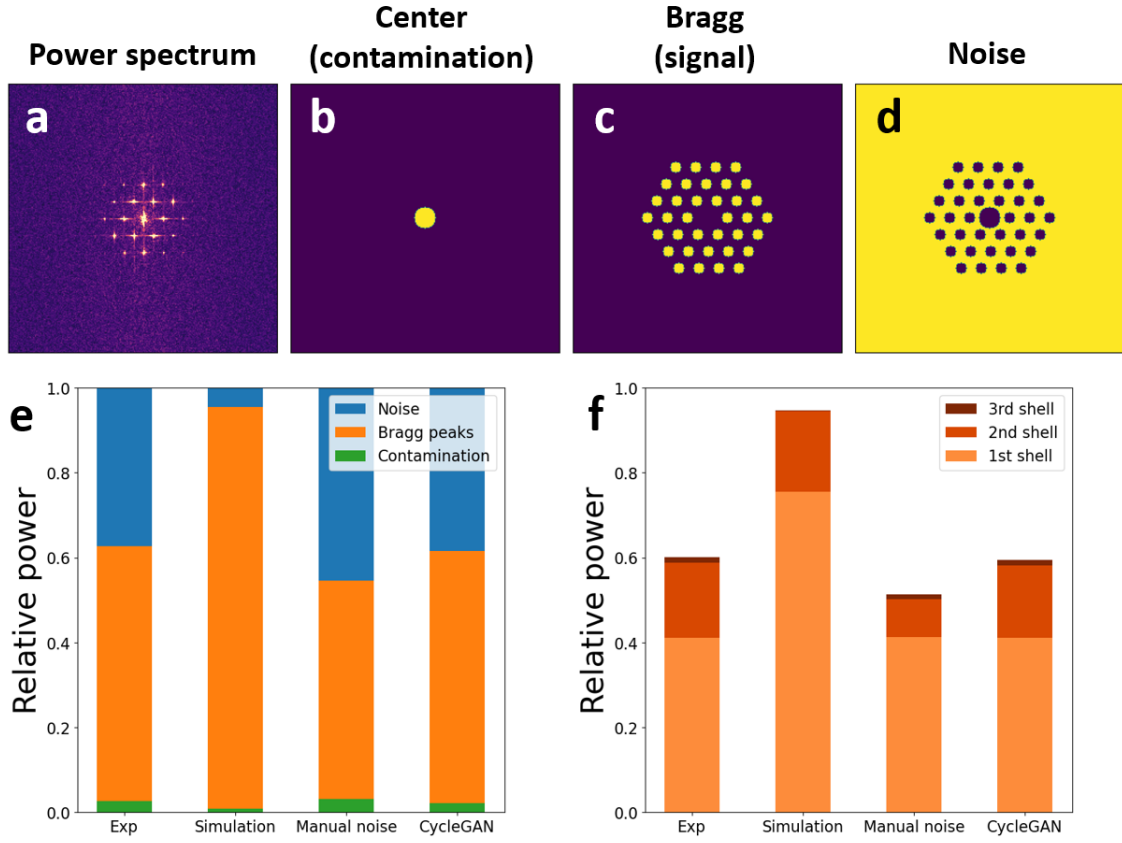 Power spectrum
Center
(contamination)
Bragg
(signal)
Noise
a
b
c
d
e
1.0
0.8
0.6
0.4
0.2
0.0
Relative power
Noise
Bragg peaks
Contamination
Exp
Simulation
Manual noise
CycleGAN
f
1.0
0.8
0.6
0.4
0.2
0.0
Relative power
3rd shell
2nd shell
1st shell
Exp
Simulation
Manual noise
CycleGAN